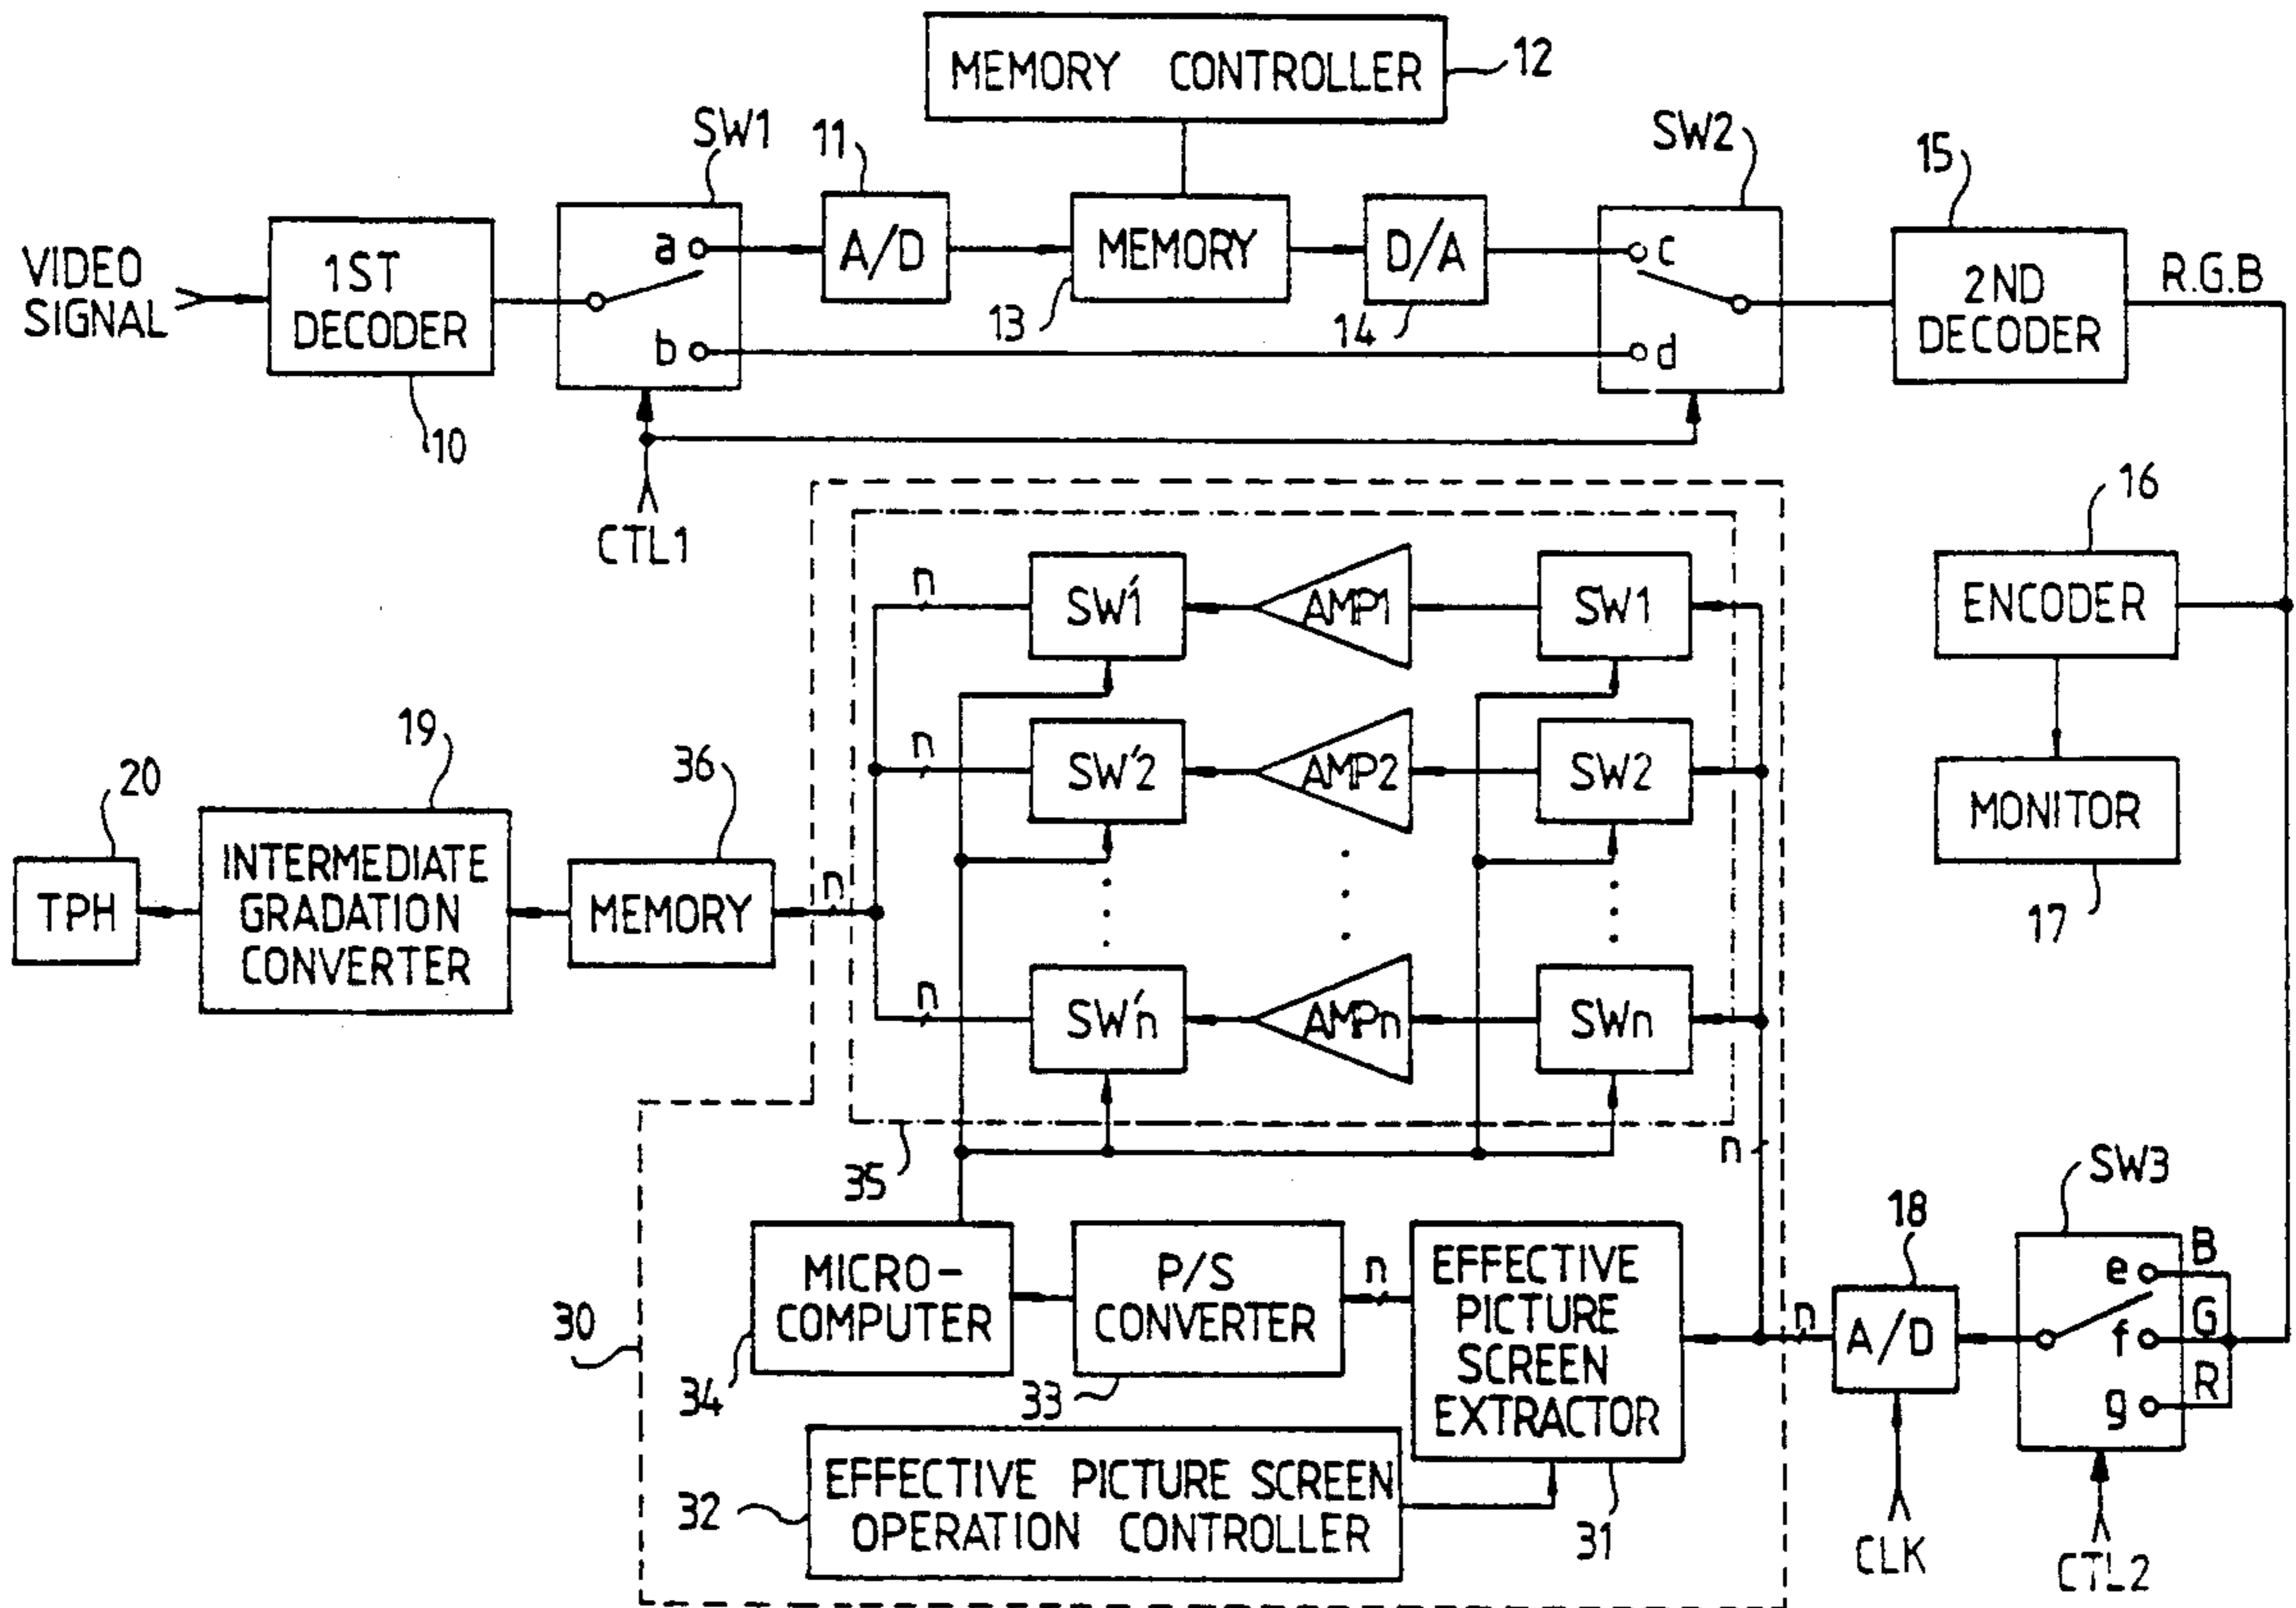 MEMORY CONTROLLER
12
SW1
11
SW2
15
VIDEO
SIGNAL
1ST
DECODER
10
a
b
A/D
MEMORY
13
D/A
14
c
d
2ND
DECODER
R.G.B
CTL1
16
ENCODER
MONITOR
17
n
SW'1
AMP1
SW1
n
SW'2
AMP2
SW2
n
SW'n
AMPn
SWn
n
35
n
20
TPH
19
INTERMEDIATE
GRADATION
CONVERTER
36
MEMORY
30
MICRO-
COMPUTER
34
P/S
CONVERTER
33
n
EFFECTIVE
PICTURE
SCREEN
EXTRACTOR
31
EFFECTIVE PICTURE SCREEN
OPERATION CONTROLLER
32
n
18
A/D
CLK
SW3
e
f
g
B
G
R
CTL2